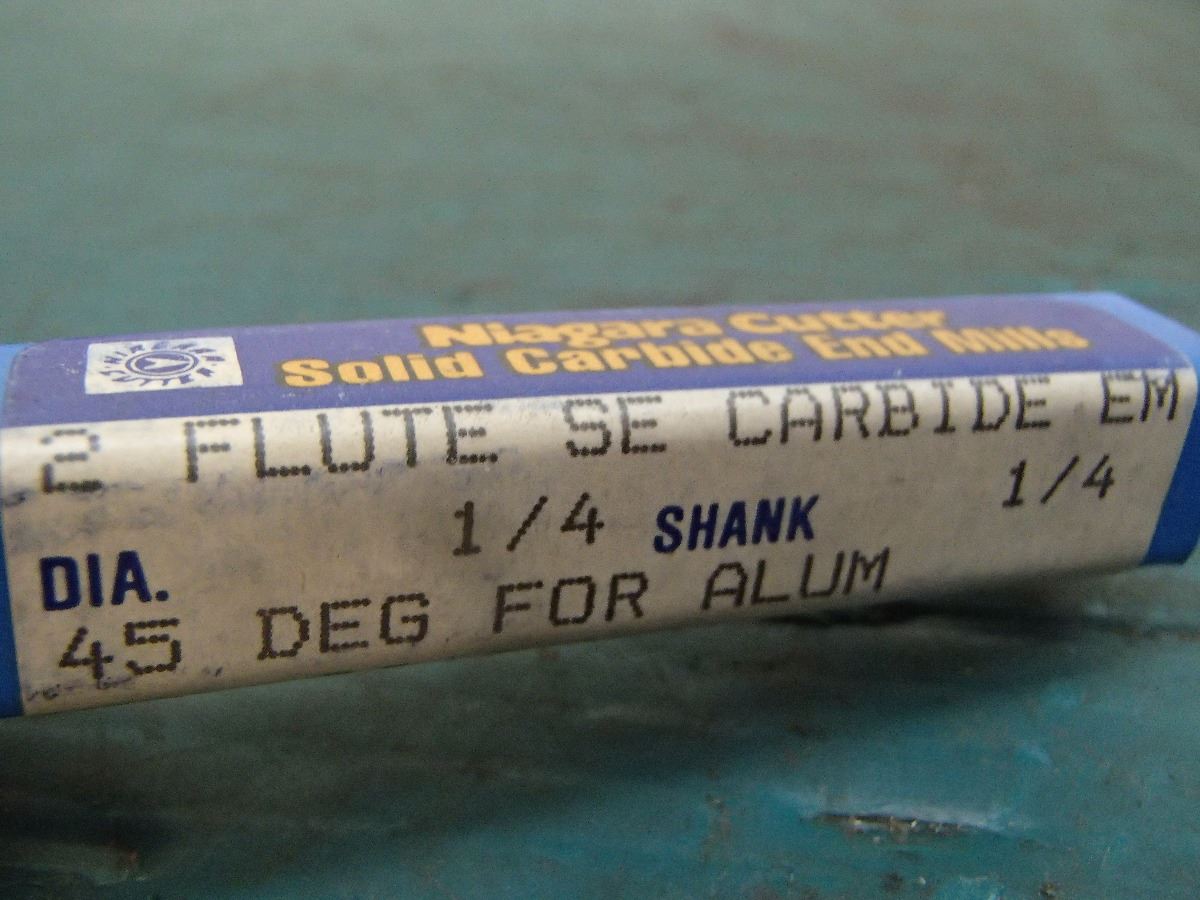 Niagara Cutter
Solid Carbide End Mills
2 FLUTE SE CARBIDE EM
DIA. 1/4 SHANK 1/4
45 DEG FOR ALUM